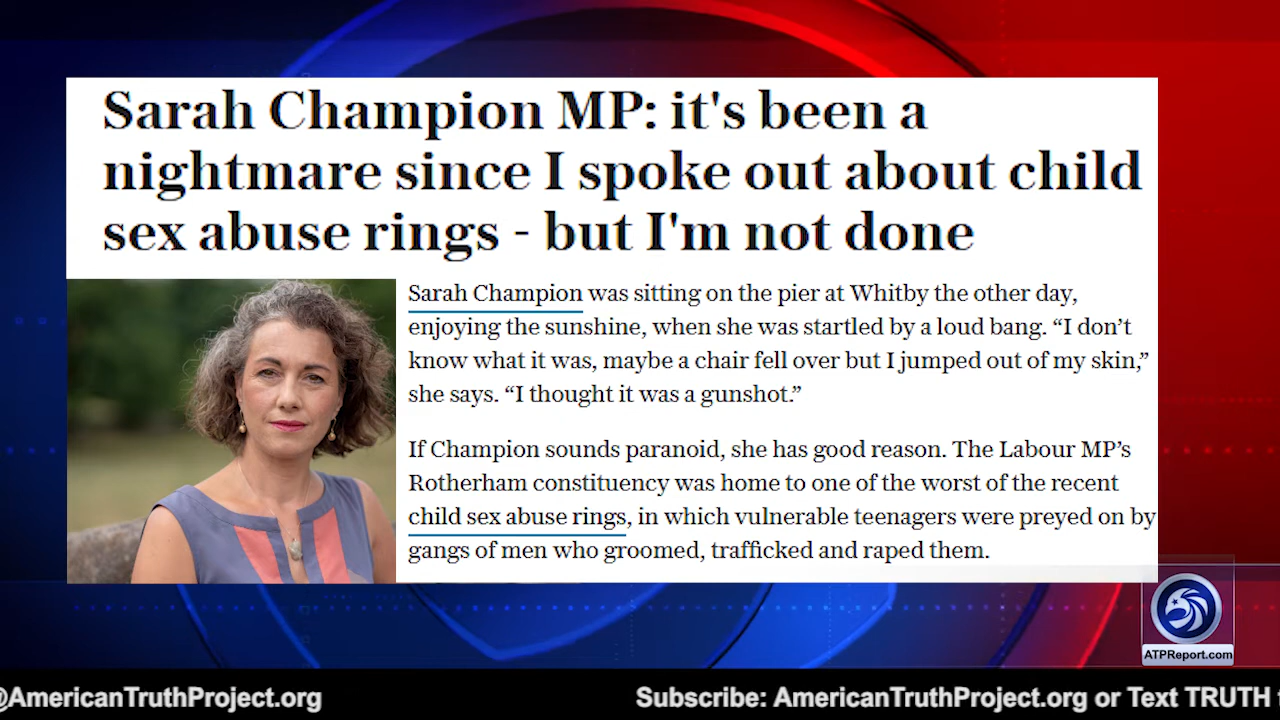 Sarah Champion MP: it's been a
nightmare since I spoke out about child
sex abuse rings - but I'm not done
Sarah Champion was sitting on the pier at Whitby the other day,
enjoying the sunshine, when she was startled by a loud bang. “I don’t
know what it was, maybe a chair fell over but I jumped out of my skin,”
she says. “I thought it was a gunshot.”
If Champion sounds paranoid, she has good reason. The Labour MP’s
Rotherham constituency was home to one of the worst of the recent
child sex abuse rings, in which vulnerable teenagers were preyed on by
gangs of men who groomed, trafficked and raped them.
ATPReport.com
@AmericanTruthProject.org
Subscribe: AmericanTruthProject.org or Text TRUTH